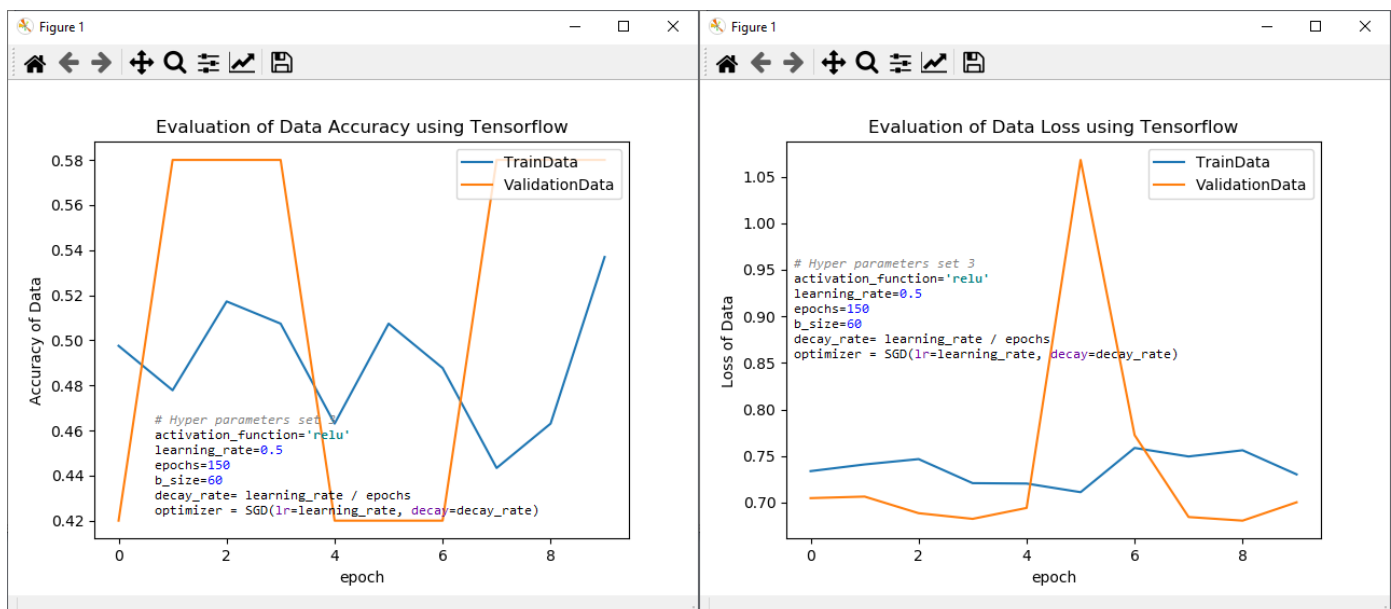 Figure 1
Evaluation of Data Accuracy using Tensorflow
TrainData
ValidationData
0.58
0.56
0.54
0.52
0.50
0.48
0.46
0.44
0.42
Accuracy of Data
# Hyper parameters set 3
activation_function='relu'
learning_rate=0.5
epochs=150
b_size=60
decay_rate= learning_rate / epochs
optimizer = SGD(lr=learning_rate, decay=decay_rate)
0 2 4 6 8
epoch
Figure 1
Evaluation of Data Loss using Tensorflow
TrainData
ValidationData
1.05
1.00
0.95
0.90
0.85
0.80
0.75
0.70
Loss of Data
# Hyper parameters set 3
activation_function='relu'
learning_rate=0.5
epochs=150
b_size=60
decay_rate= learning_rate / epochs
optimizer = SGD(lr=learning_rate, decay=decay_rate)
0 2 4 6 8
epoch